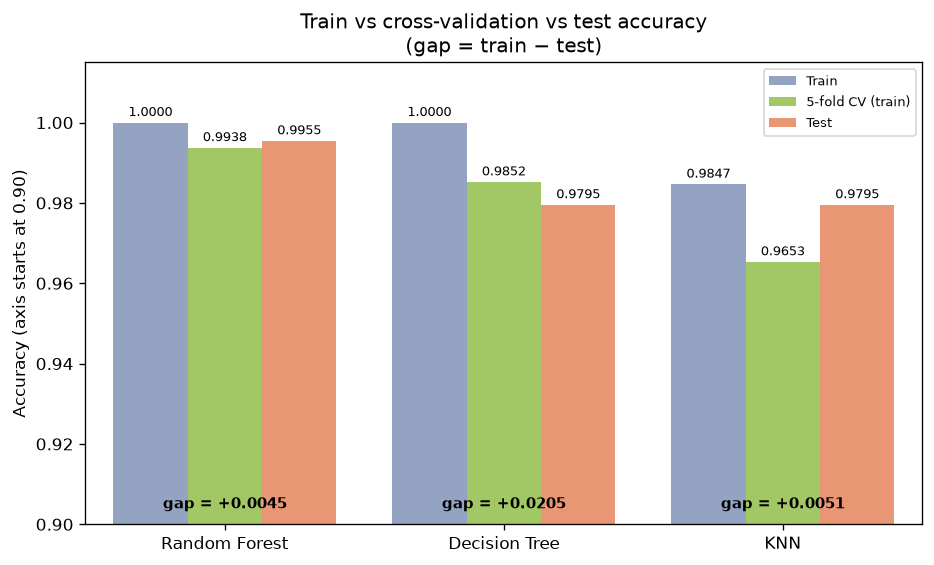 Train vs cross-validation vs test accuracy
(gap = train − test)
Accuracy (axis starts at 0.90)
1.00
0.98
0.96
0.94
0.92
0.90
Train
5-fold CV (train)
Test
1.0000
0.9938
0.9955
1.0000
0.9852
0.9795
0.9847
0.9653
0.9795
gap = +0.0045
gap = +0.0205
gap = +0.0051
Random Forest
Decision Tree
KNN